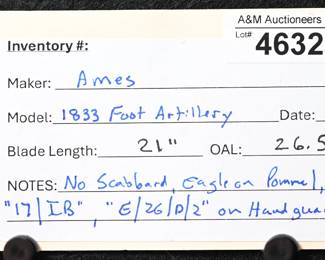 A&M Auctioneers
Lot# 4632
Inventory #:
Maker: Ames
Model: 1833 Foot Artillery Date:
Blade Length: 21" OAL: 26.5
NOTES: No Scabbard, Eagle on Pommel,
"17/IB", "E/26/D/2" on Handgua